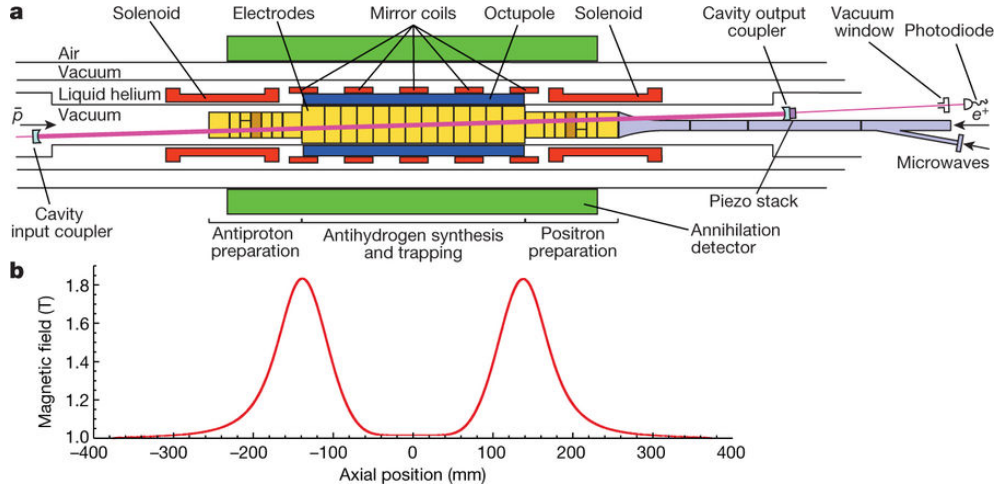 a
Solenoid
Electrodes
Mirror coils
Octupole
Solenoid
Cavity output
coupler
Vacuum
window
Photodiode
Air
Vacuum
Liquid helium
Vacuum
p̄
e⁺
Microwaves
Cavity
input coupler
Piezo stack
Annihilation
detector
Antiproton
preparation
Antihydrogen synthesis
and trapping
Positron
preparation
b
Magnetic field (T)
1.8
1.6
1.4
1.2
1.0
−400 −300 −200 −100 0 100 200 300 400
Axial position (mm)